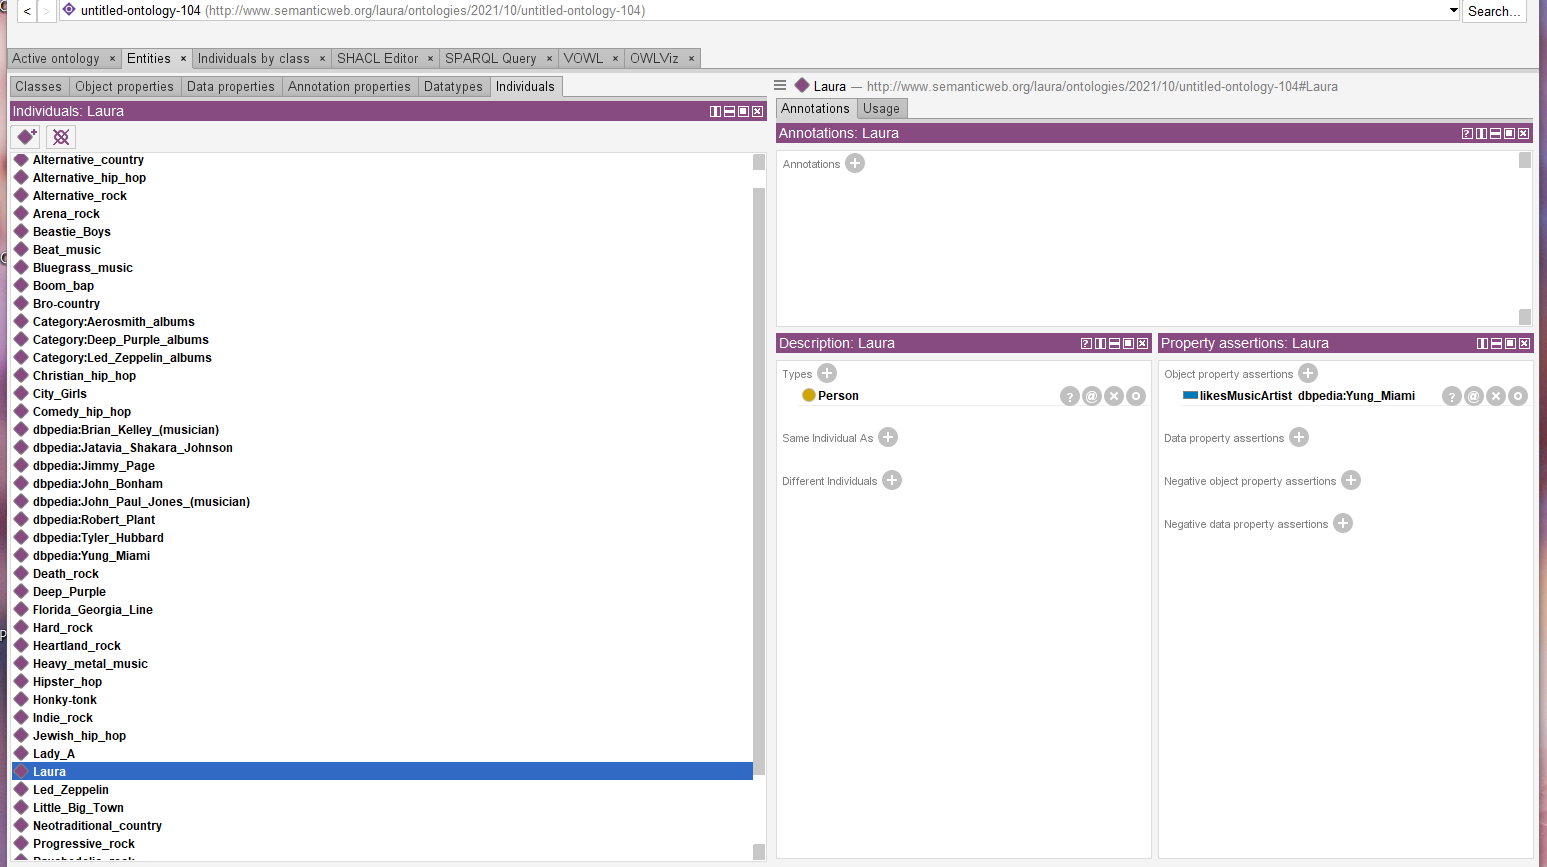 < > untitled-ontology-104 (http://www.semanticweb.org/laura/ontologies/2021/10/untitled-ontology-104) Search...
Active ontology × Entities × Individuals by class × SHACL Editor × SPARQL Query × VOWL × OWLViz ×
Classes Object properties Data properties Annotation properties Datatypes Individuals
Individuals: Laura
Alternative_country
Alternative_hip_hop
Alternative_rock
Arena_rock
Beastie_Boys
Beat_music
Bluegrass_music
Boom_bap
Bro-country
Category:Aerosmith_albums
Category:Deep_Purple_albums
Category:Led_Zeppelin_albums
Christian_hip_hop
City_Girls
Comedy_hip_hop
dbpedia:Brian_Kelley_(musician)
dbpedia:Jatavia_Shakara_Johnson
dbpedia:Jimmy_Page
dbpedia:John_Bonham
dbpedia:John_Paul_Jones_(musician)
dbpedia:Robert_Plant
dbpedia:Tyler_Hubbard
dbpedia:Yung_Miami
Death_rock
Deep_Purple
Florida_Georgia_Line
Hard_rock
Heartland_rock
Heavy_metal_music
Hipster_hop
Honky-tonk
Indie_rock
Jewish_hip_hop
Lady_A
Laura
Led_Zeppelin
Little_Big_Town
Neotraditional_country
Progressive_rock
Laura — http://www.semanticweb.org/laura/ontologies/2021/10/untitled-ontology-104#Laura
Annotations Usage
Annotations: Laura
Annotations
Description: Laura
Types
Person
Same Individual As
Different Individuals
Property assertions: Laura
Object property assertions
likesMusicArtist dbpedia:Yung_Miami
Data property assertions
Negative object property assertions
Negative data property assertions